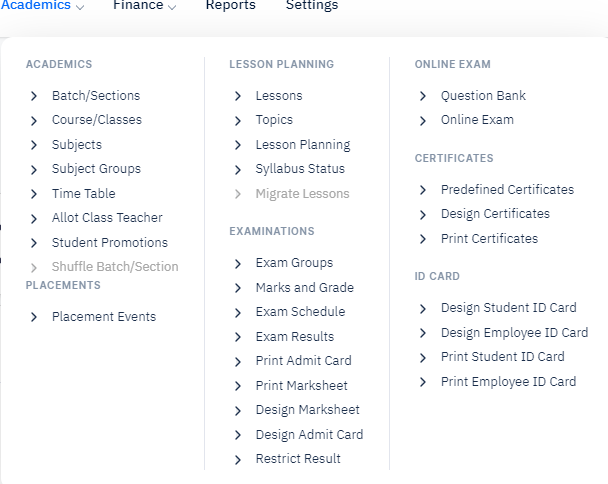 Academics Finance Reports Settings
ACADEMICS
Batch/Sections
Course/Classes
Subjects
Subject Groups
Time Table
Allot Class Teacher
Student Promotions
Shuffle Batch/Section
PLACEMENTS
Placement Events
LESSON PLANNING
Lessons
Topics
Lesson Planning
Syllabus Status
Migrate Lessons
EXAMINATIONS
Exam Groups
Marks and Grade
Exam Schedule
Exam Results
Print Admit Card
Print Marksheet
Design Marksheet
Design Admit Card
Restrict Result
ONLINE EXAM
Question Bank
Online Exam
CERTIFICATES
Predefined Certificates
Design Certificates
Print Certificates
ID CARD
Design Student ID Card
Design Employee ID Card
Print Student ID Card
Print Employee ID Card